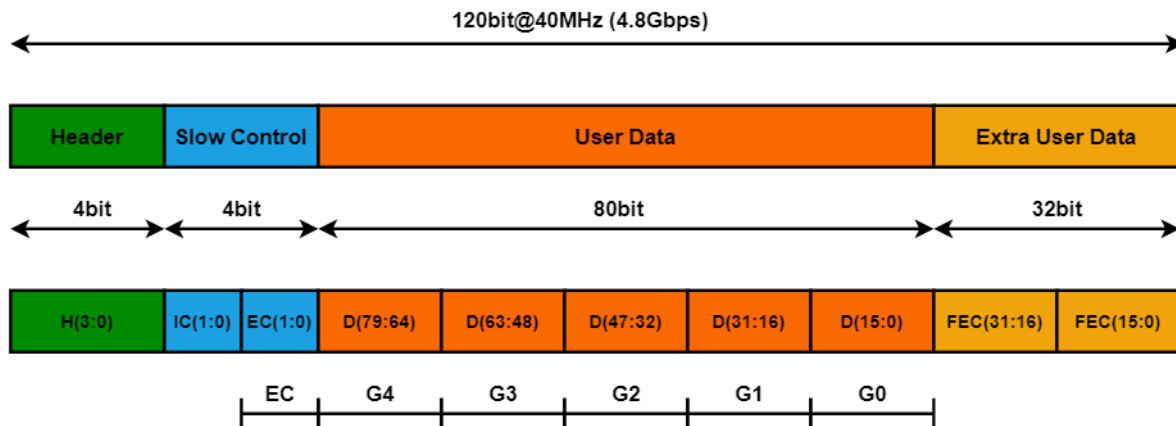 120bit@40MHz (4.8Gbps)
Header Slow Control User Data Extra User Data
4bit 4bit 80bit 32bit
H(3:0) IC(1:0) EC(1:0) D(79:64) D(63:48) D(47:32) D(31:16) D(15:0) FEC(31:16) FEC(15:0)
EC G4 G3 G2 G1 G0